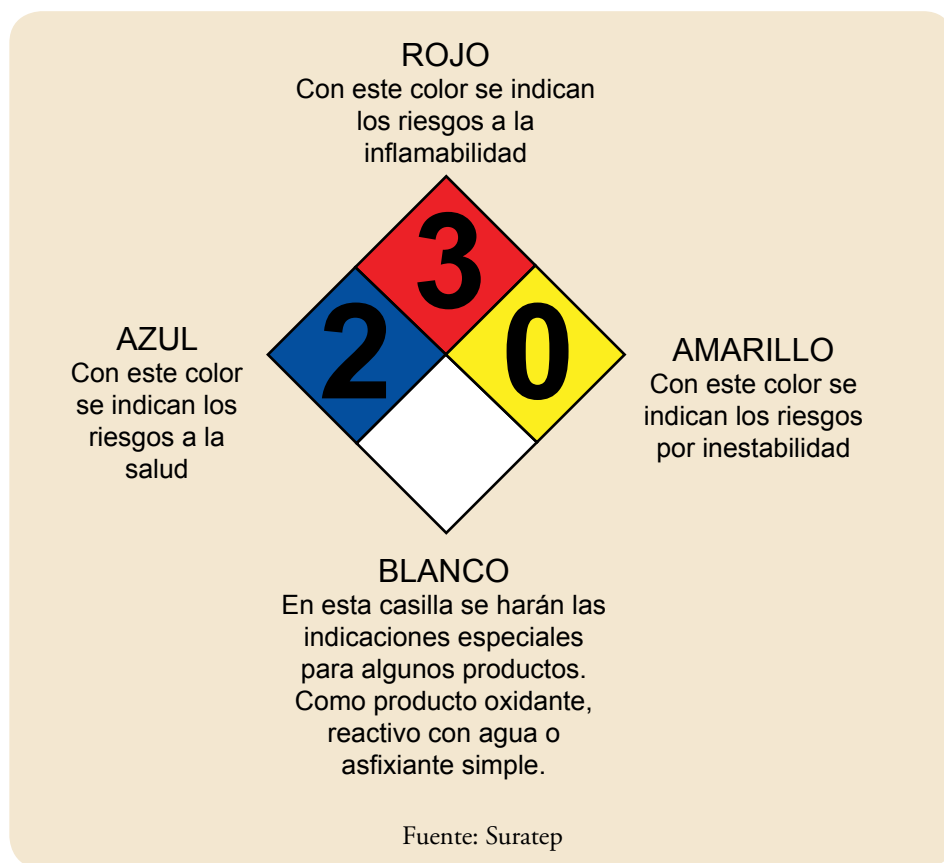 ROJO
Con este color se indican
los riesgos a la
inflamabilidad
3
2
0
AZUL
Con este color
se indican los
riesgos a la
salud
AMARILLO
Con este color se
indican los riesgos
por inestabilidad
BLANCO
En esta casilla se harán las
indicaciones especiales
para algunos productos.
Como producto oxidante,
reactivo con agua o
asfixiante simple.
Fuente: Suratep